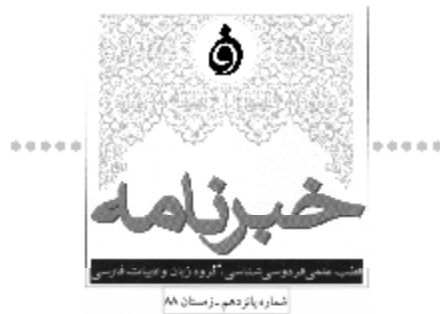 خبرنامه
قطب علمی فردوسی‌شناسی، گروه زبان و ادبیات فارسی
شماره پانزدهم ـ زمستان ۸۸